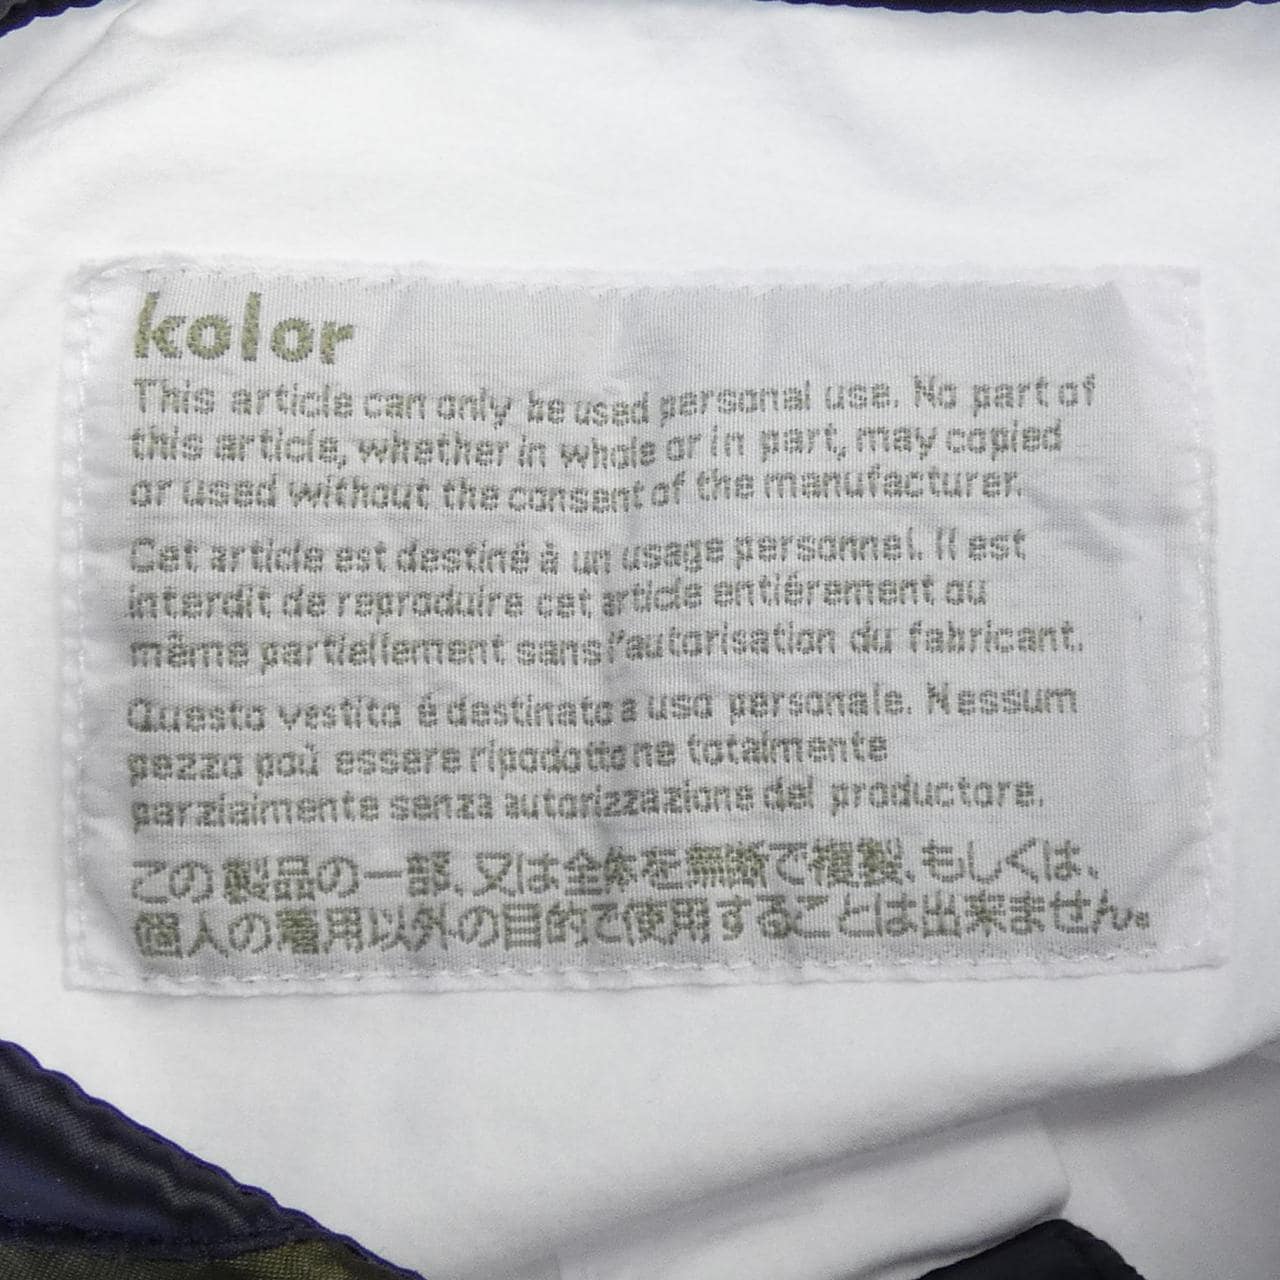 kolor
This article can only be used personal use. No part of
this article, whether in whole or in part, may copied
or used without the consent of the manufacturer.
Cet article est destiné à un usage personnel. Il est
interdit de reproduire cet article entiérement ou
même partiellement sans l'autorisation du fabricant.
Questo vestito é destinato a uso personale. Nessum
pezzo poù essere ripodotto ne totalmente
parzialmente senza autorizzazione del productore.
この製品の一部、又は全体を無断で複製、もしくは、
個人の着用以外の目的で使用することは出来ません。